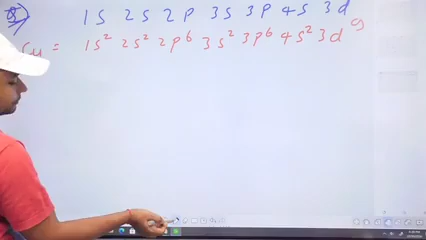 1s 2s 2p 3s 3p 4s 3d
Cu = 1s² 2s² 2p⁶ 3s² 3p⁶ 4s² 3d⁹